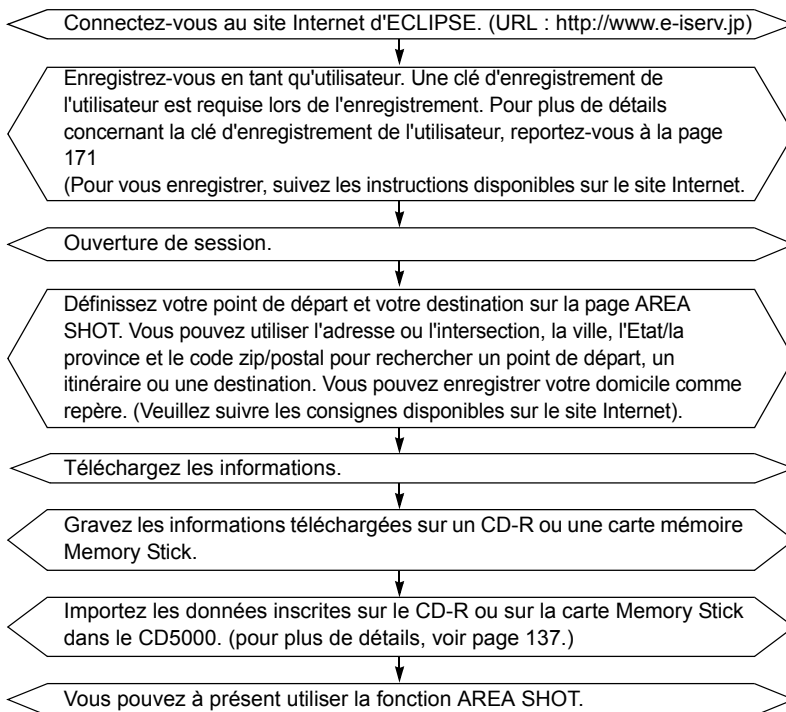 Connectez-vous au site Internet d'ECLIPSE. (URL : http://www.e-iserv.jp)
Enregistrez-vous en tant qu'utilisateur. Une clé d'enregistrement de
l'utilisateur est requise lors de l'enregistrement. Pour plus de détails
concernant la clé d'enregistrement de l'utilisateur, reportez-vous à la page
171
(Pour vous enregistrer, suivez les instructions disponibles sur le site Internet.
Ouverture de session.
Définissez votre point de départ et votre destination sur la page AREA
SHOT. Vous pouvez utiliser l'adresse ou l'intersection, la ville, l'Etat/la
province et le code zip/postal pour rechercher un point de départ, un
itinéraire ou une destination. Vous pouvez enregistrer votre domicile comme
repère. (Veuillez suivre les consignes disponibles sur le site Internet).
Téléchargez les informations.
Gravez les informations téléchargées sur un CD-R ou une carte mémoire
Memory Stick.
Importez les données inscrites sur le CD-R ou sur la carte Memory Stick
dans le CD5000. (pour plus de détails, voir page 137.)
Vous pouvez à présent utiliser la fonction AREA SHOT.